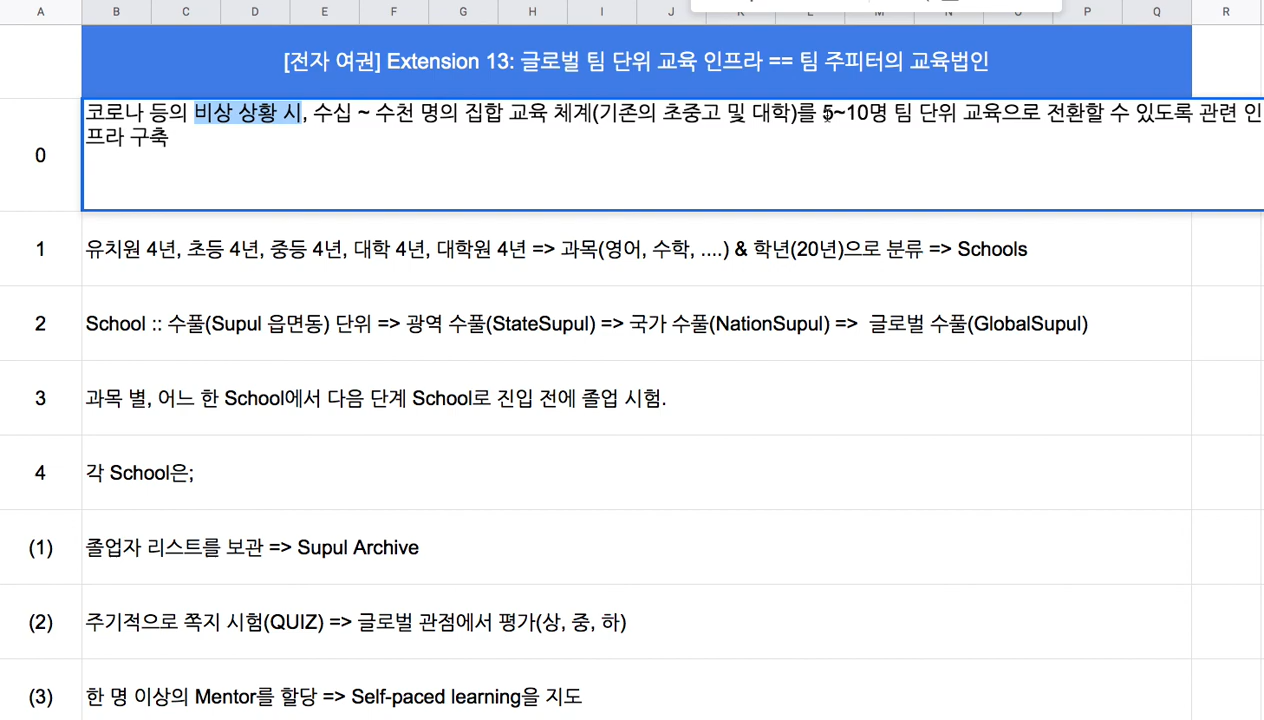 A B C D E F G H I J K L M N O P Q R
[전자 여권] Extension 13: 글로벌 팀 단위 교육 인프라 == 팀 주피터의 교육법인
0 코로나 등의 비상 상황 시, 수십 ~ 수천 명의 집합 교육 체계(기존의 초중고 및 대학)를 5~10명 팀 단위 교육으로 전환할 수 있도록 관련 인
프라 구축
1 유치원 4년, 초등 4년, 중등 4년, 대학 4년, 대학원 4년 => 과목(영어, 수학, ....) & 학년(20년)으로 분류 => Schools
2 School :: 수풀(Supul 읍면동) 단위 => 광역 수풀(StateSupul) => 국가 수풀(NationSupul) => 글로벌 수풀(GlobalSupul)
3 과목 별, 어느 한 School에서 다음 단계 School로 진입 전에 졸업 시험.
4 각 School은;
(1) 졸업자 리스트를 보관 => Supul Archive
(2) 주기적으로 쪽지 시험(QUIZ) => 글로벌 관점에서 평가(상, 중, 하)
(3) 한 명 이상의 Mentor를 할당 => Self-paced learning을 지도